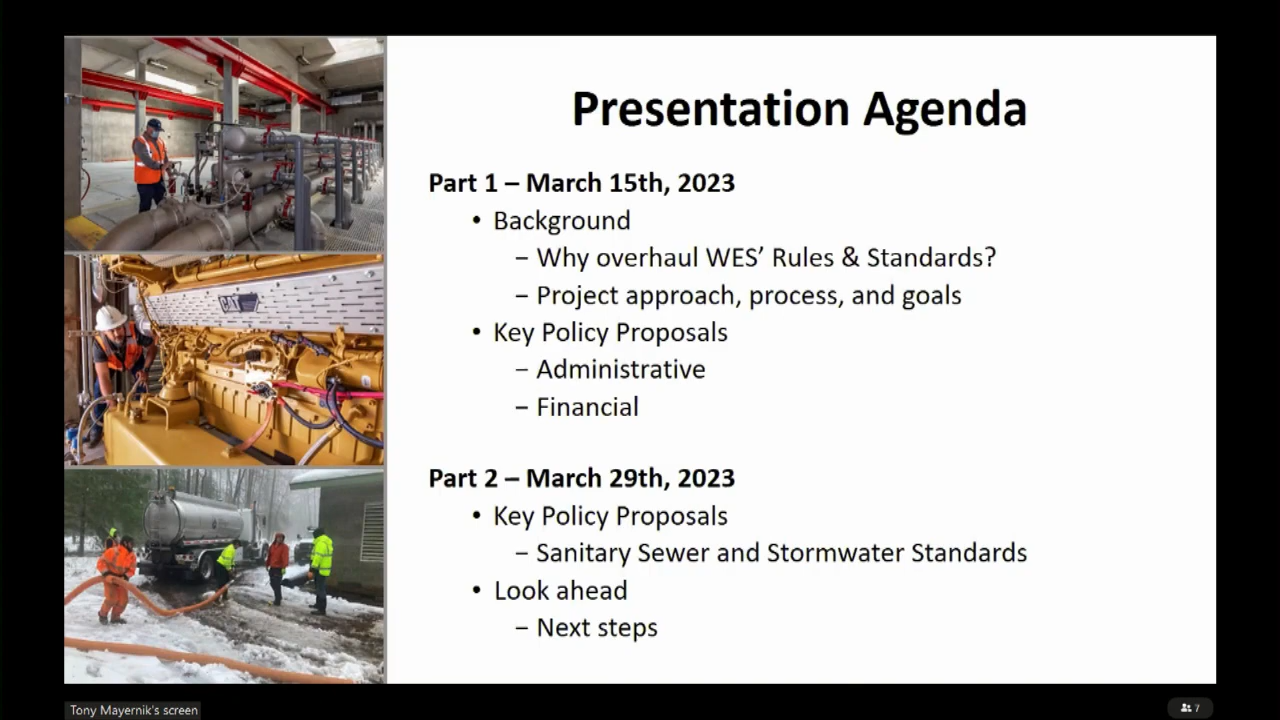 Presentation Agenda
Part 1 – March 15th, 2023
• Background
– Why overhaul WES’ Rules & Standards?
– Project approach, process, and goals
• Key Policy Proposals
– Administrative
– Financial
Part 2 – March 29th, 2023
• Key Policy Proposals
– Sanitary Sewer and Stormwater Standards
• Look ahead
– Next steps
CAT
Tony Mayernik's screen
7